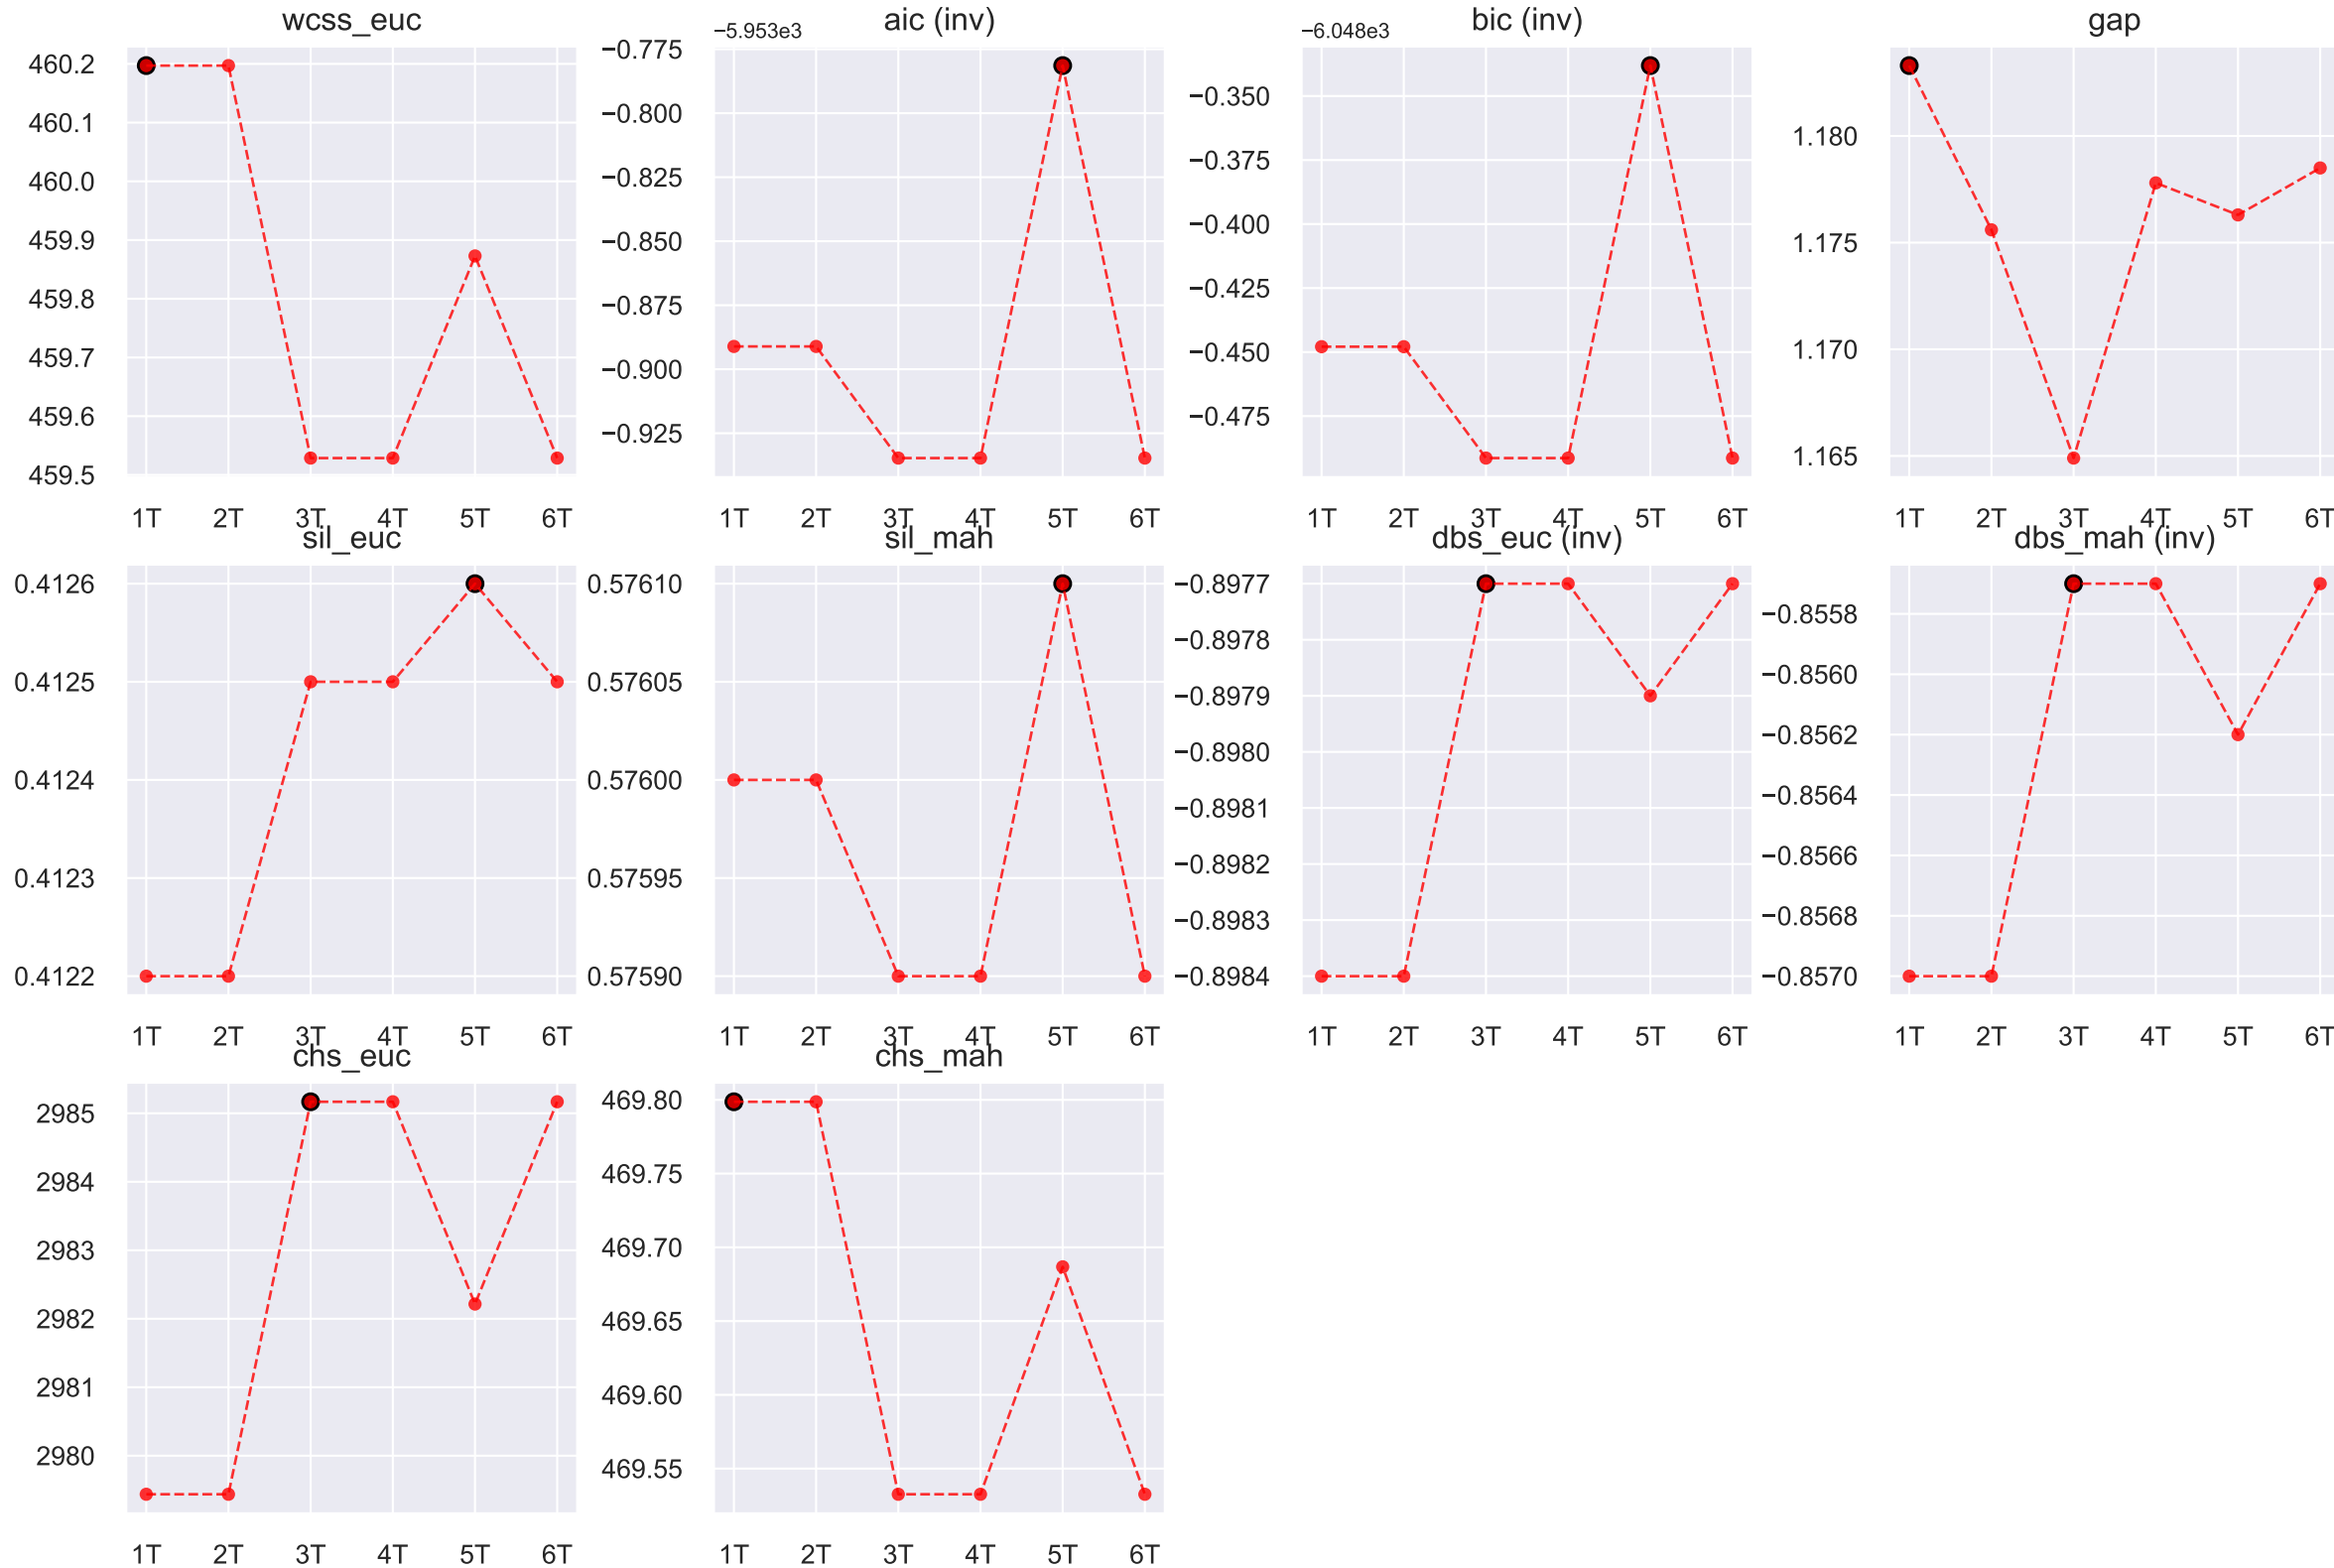 wcss_euc
460.2
460.1
460.0
459.9
459.8
459.7
459.6
459.5
1T 2T 3T 4T 5T 6T
aic (inv)
−5.953e3
−0.775
−0.800
−0.825
−0.850
−0.875
−0.900
−0.925
1T 2T 3T 4T 5T 6T
bic (inv)
−6.048e3
−0.350
−0.375
−0.400
−0.425
−0.450
−0.475
1T 2T 3T 4T 5T 6T
gap
1.180
1.175
1.170
1.165
1T 2T 3T 4T 5T 6T
sil_euc
0.4126
0.4125
0.4124
0.4123
0.4122
1T 2T 3T 4T 5T 6T
sil_mah
0.57610
0.57605
0.57600
0.57595
0.57590
1T 2T 3T 4T 5T 6T
dbs_euc (inv)
−0.8977
−0.8978
−0.8979
−0.8980
−0.8981
−0.8982
−0.8983
−0.8984
1T 2T 3T 4T 5T 6T
dbs_mah (inv)
−0.8558
−0.8560
−0.8562
−0.8564
−0.8566
−0.8568
−0.8570
1T 2T 3T 4T 5T 6T
chs_euc
2985
2984
2983
2982
2981
2980
1T 2T 3T 4T 5T 6T
chs_mah
469.80
469.75
469.70
469.65
469.60
469.55
1T 2T 3T 4T 5T 6T